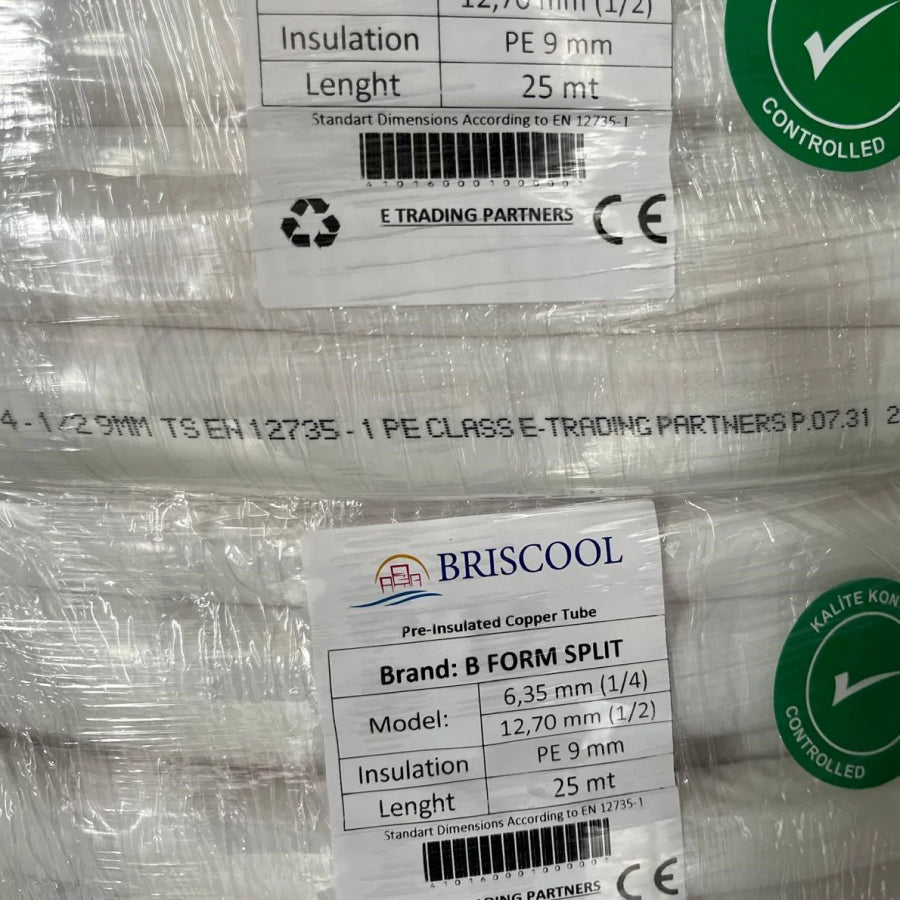 12,70 mm (1/2)
Insulation PE 9 mm
Lenght 25 mt
Standart Dimensions According to EN 12735-1
E TRADING PARTNERS CE
CONTROLLED
4-1/2 9MM TS EN 12735-1 PE CLASS E-TRADING PARTNERS P.07.31 2
BRISCOOL
Pre-Insulated Copper Tube
Brand: B FORM SPLIT
Model: 6,35 mm (1/4)
12,70 mm (1/2)
Insulation PE 9 mm
Lenght 25 mt
Standart Dimensions According to EN 12735-1
PARTNERS CE
KALİTE KON
CONTROLLED